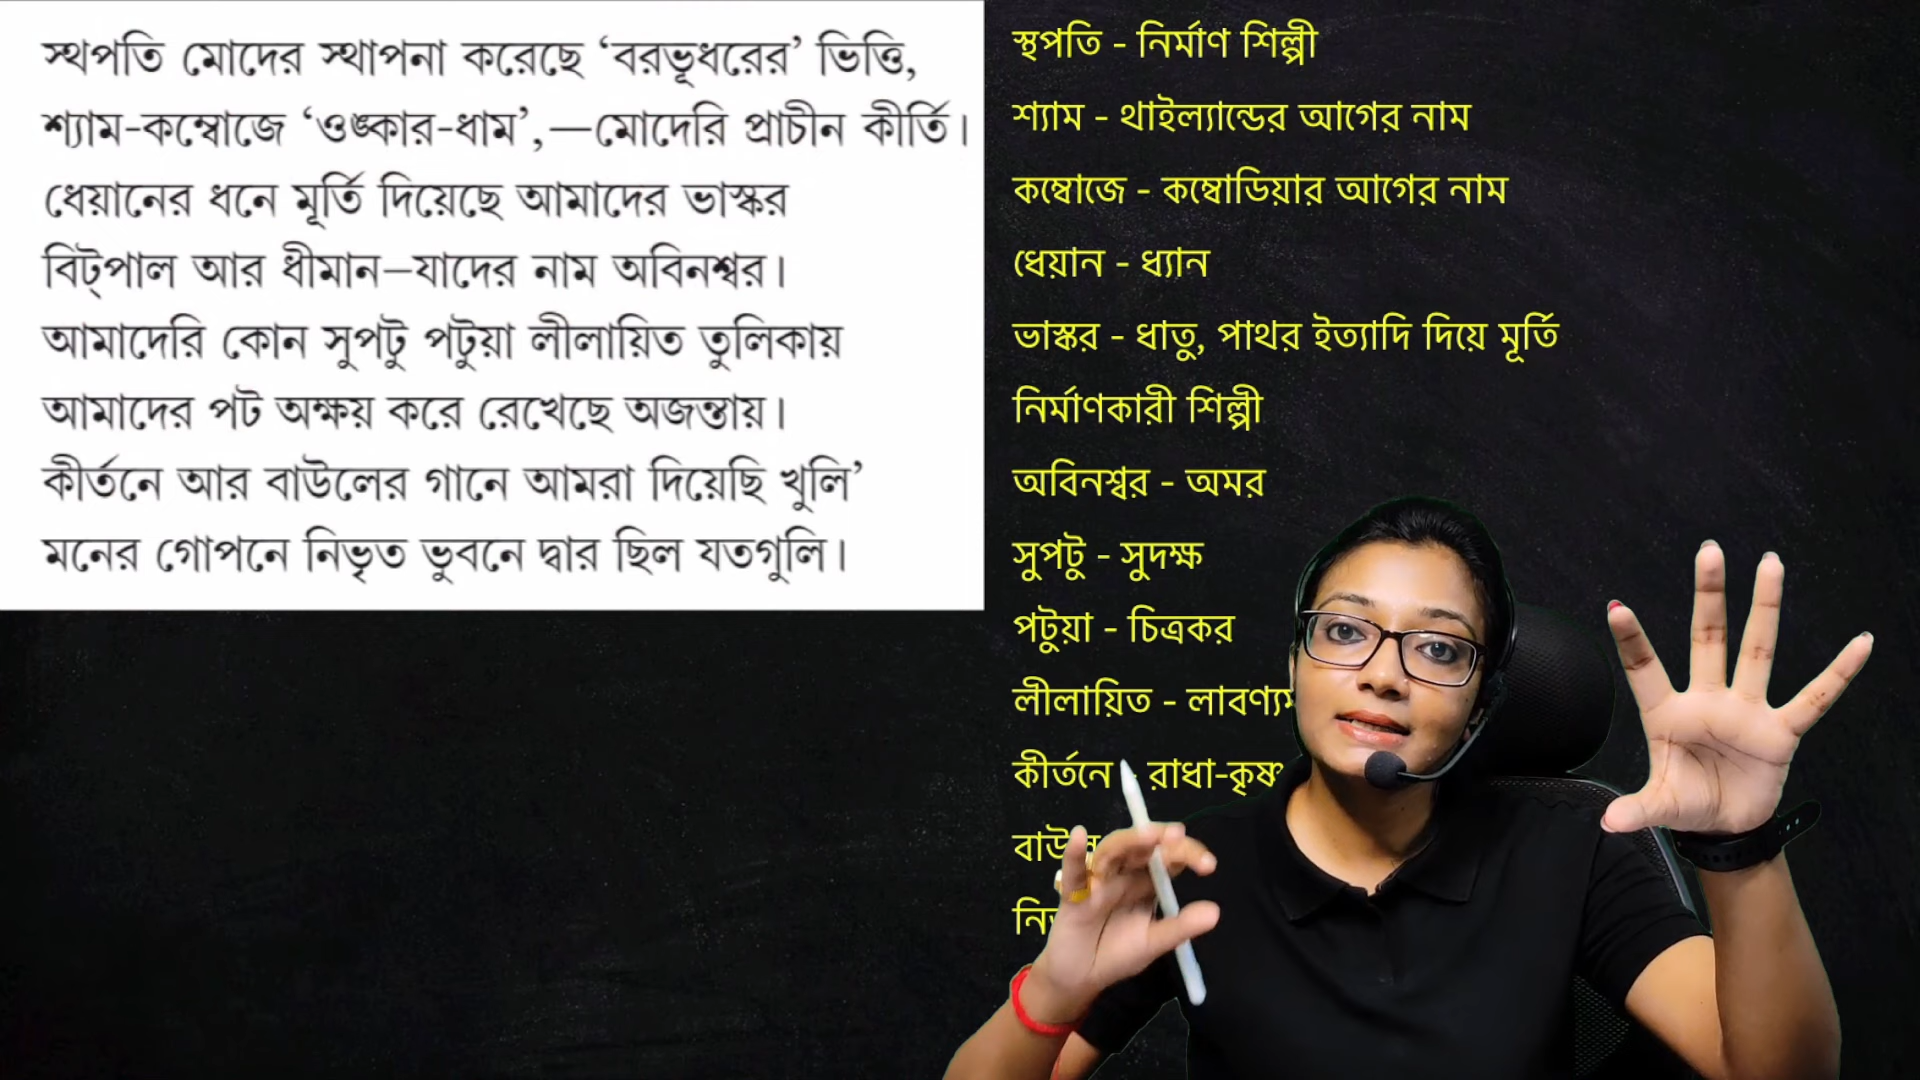 স্থপতি মোদের স্থাপনা করেছে ‘বরভূধরের’ ভিত্তি,
শ্যাম-কম্বোজে ‘ওঙ্কার-ধাম’,—মোদেরি প্রাচীন কীর্তি।
ধেয়ানের ধনে মূর্তি দিয়েছে আমাদের ভাস্কর
বিট্‌পাল আর ধীমান—যাদের নাম অবিনশ্বর।
আমাদেরি কোন সুপটু পটুয়া লীলায়িত তুলিকায়
আমাদের পট অক্ষয় করে রেখেছে অজন্তায়।
কীর্তনে আর বাউলের গানে আমরা দিয়েছি খুলি’
মনের গোপনে নিভৃত ভুবনে দ্বার ছিল যতগুলি।
স্থপতি - নির্মাণ শিল্পী
শ্যাম - থাইল্যান্ডের আগের নাম
কম্বোজে - কম্বোডিয়ার আগের নাম
ধেয়ান - ধ্যান
ভাস্কর - ধাতু, পাথর ইত্যাদি দিয়ে মূর্তি
নির্মাণকারী শিল্পী
অবিনশ্বর - অমর
সুপটু - সুদক্ষ
পটুয়া - চিত্রকর
লীলায়িত -
কীর্তনে - রাধা-কৃষ্ণ